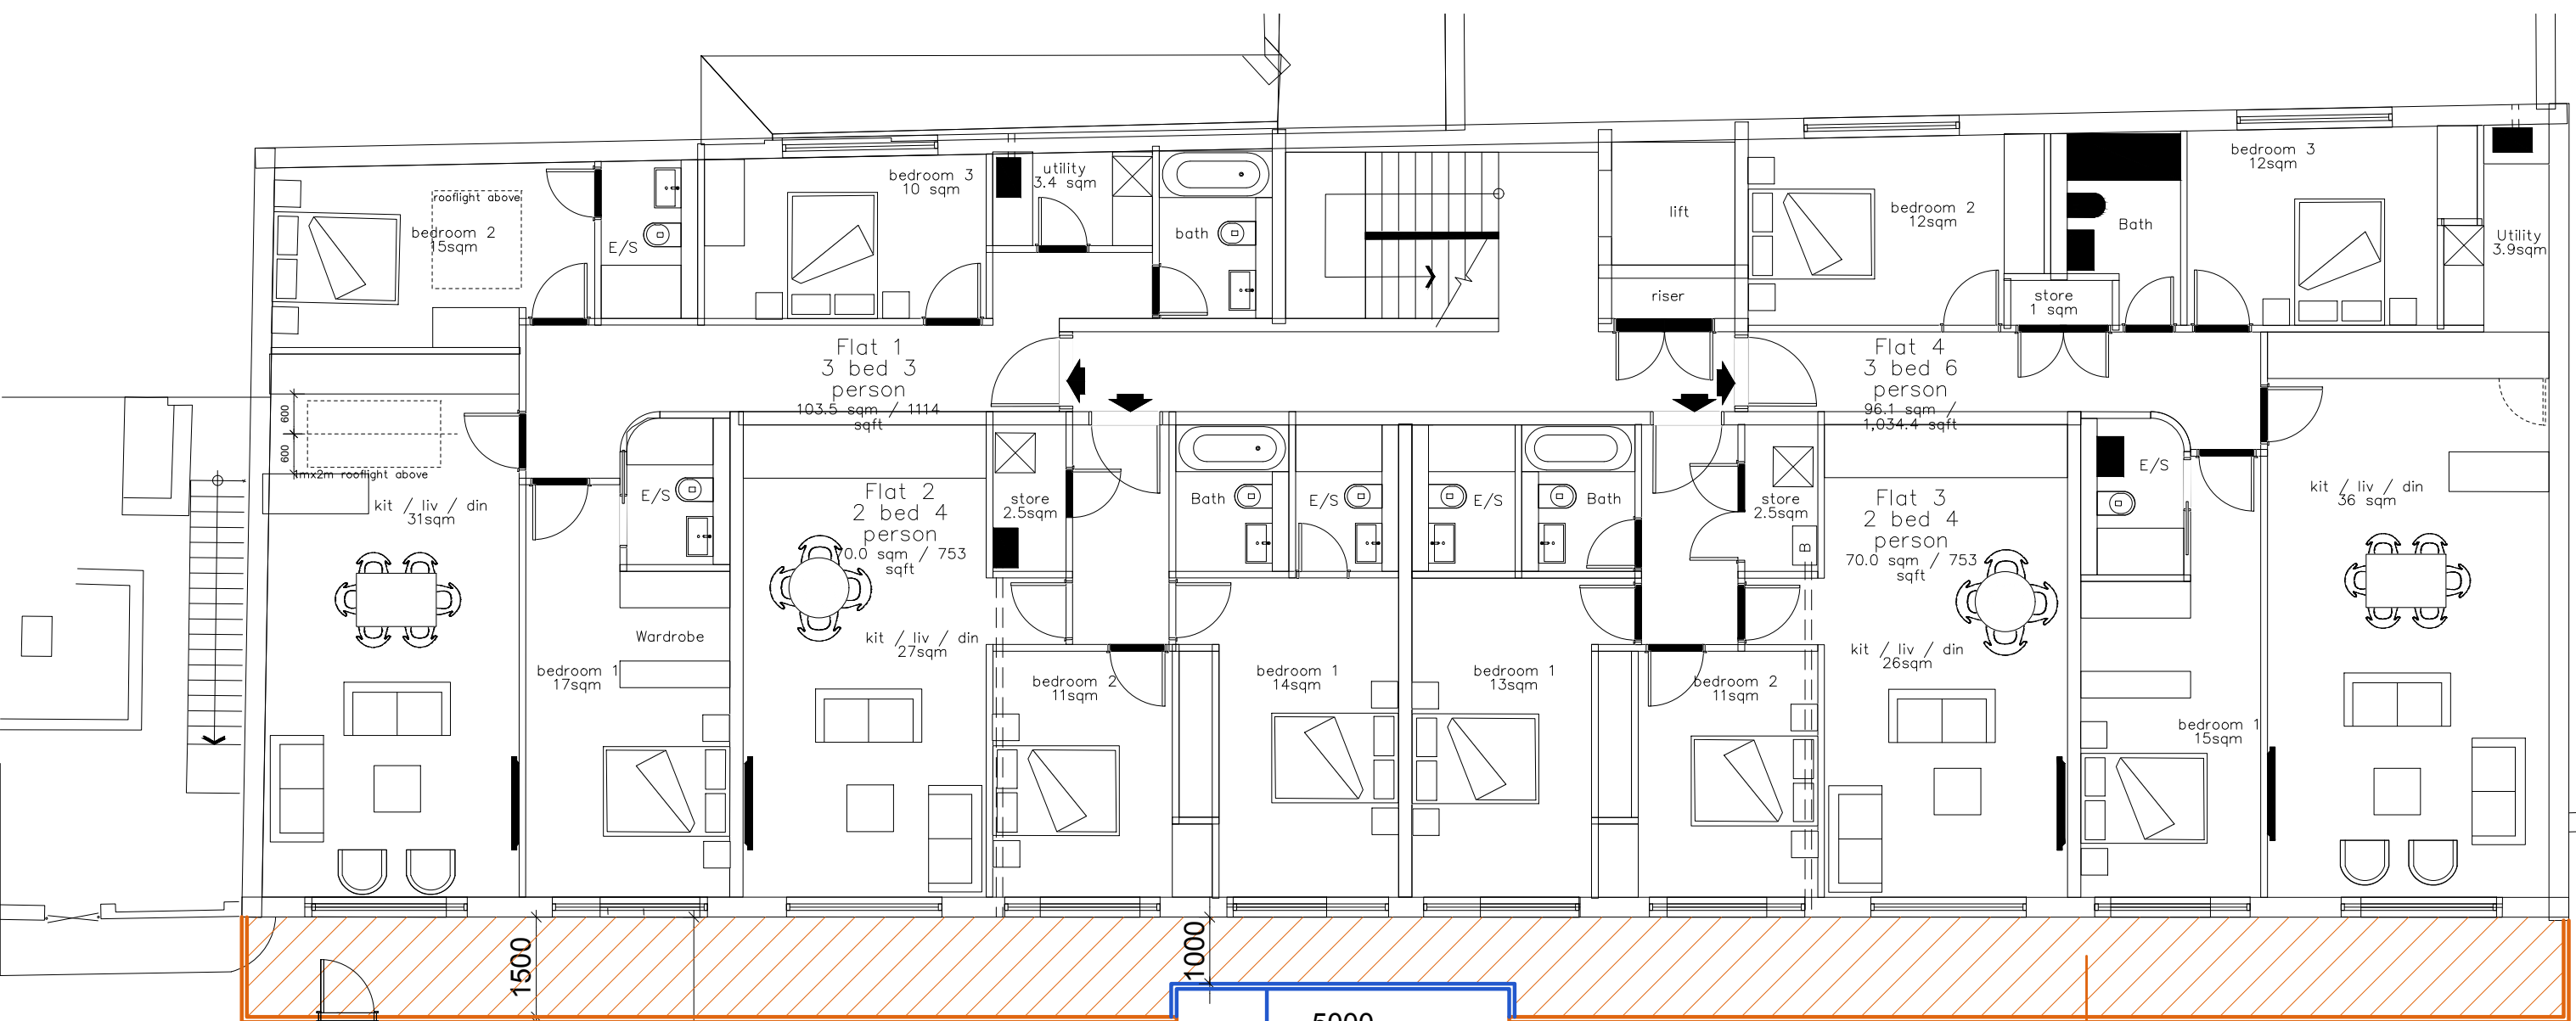 rooflight above
bedroom 2
15sqm
E/S
bedroom 3
10 sqm
utility
3.4 sqm
bath
lift
riser
bedroom 2
12sqm
Bath
store
1 sqm
bedroom 3
12sqm
Utility
3.9sqm
Flat 1
3 bed 3
person
103.5 sqm / 1114
sqft
Flat 4
3 bed 6
person
96.1 sqm /
1,034.4 sqft
600
600
1mx2m rooflight above
kit / liv / din
31sqm
E/S
Wardrobe
bedroom 1
17sqm
Flat 2
2 bed 4
person
70.0 sqm / 753
sqft
kit / liv / din
27sqm
store
2.5sqm
Bath
E/S
E/S
Bath
store
2.5sqm
B
Flat 3
2 bed 4
person
70.0 sqm / 753
sqft
kit / liv / din
26sqm
E/S
kit / liv / din
36 sqm
bedroom 2
11sqm
bedroom 1
14sqm
bedroom 1
13sqm
bedroom 2
11sqm
bedroom 1
15sqm
1500
1000
5000